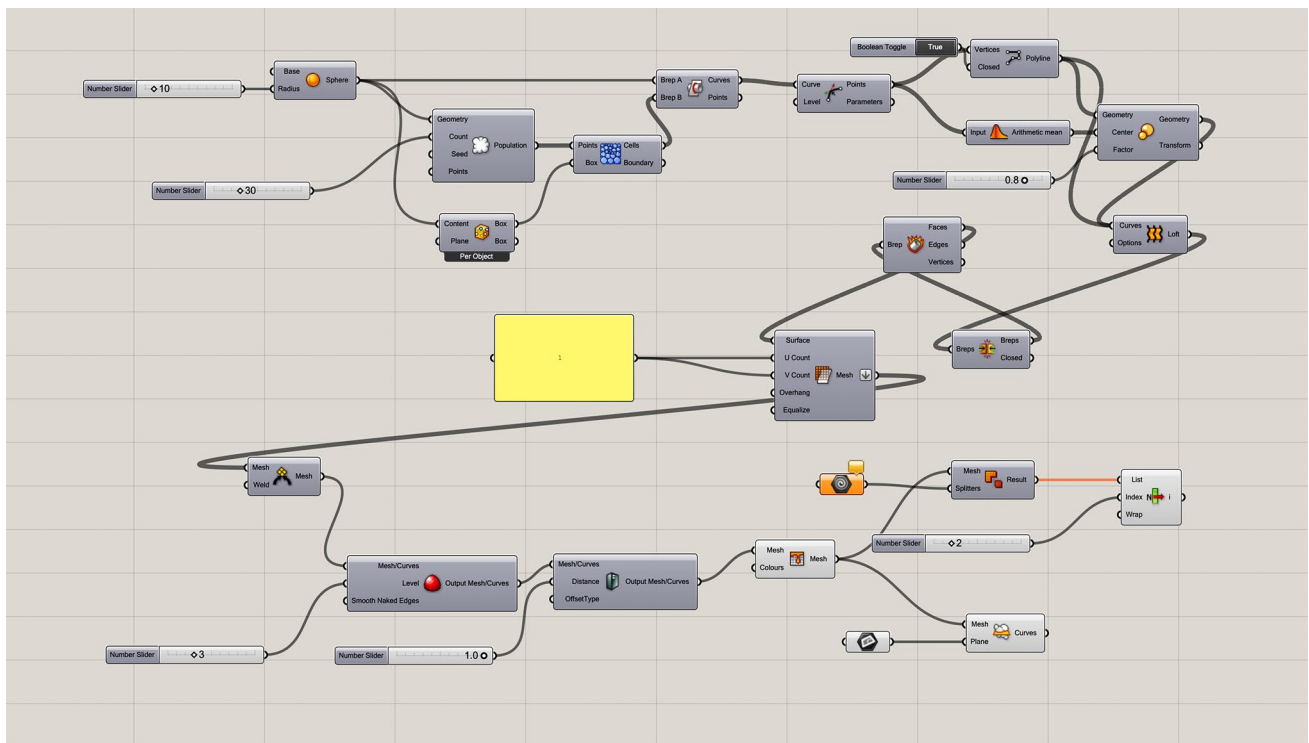 Number Slider
10
Base
Radius
Sphere
Geometry
Count
Seed
Points
Population
Number Slider
30
Content
Plane
Box
Box
Per Object
Points
Box
Cells
Boundary
Brep A
Brep B
Curves
Points
Curve
Level
Points
Parameters
Boolean Toggle
True
Vertices
Closed
Polyline
Input
Arithmetic mean
Geometry
Center
Factor
Geometry
Transform
Number Slider
0.8
Curves
Options
Loft
Brep
Faces
Edges
Vertices
Breps
Breps
Closed
1
Surface
U Count
V Count
Overhang
Equalize
Mesh
Mesh
Weld
Mesh
Mesh/Curves
Level
Smooth Naked Edges
Output Mesh/Curves
Number Slider
3
Mesh/Curves
Distance
OffsetType
Output Mesh/Curves
Number Slider
1.0
Mesh
Colours
Mesh
Mesh
Splitters
Result
Number Slider
2
List
Index
Wrap
N
i
Mesh
Plane
Curves